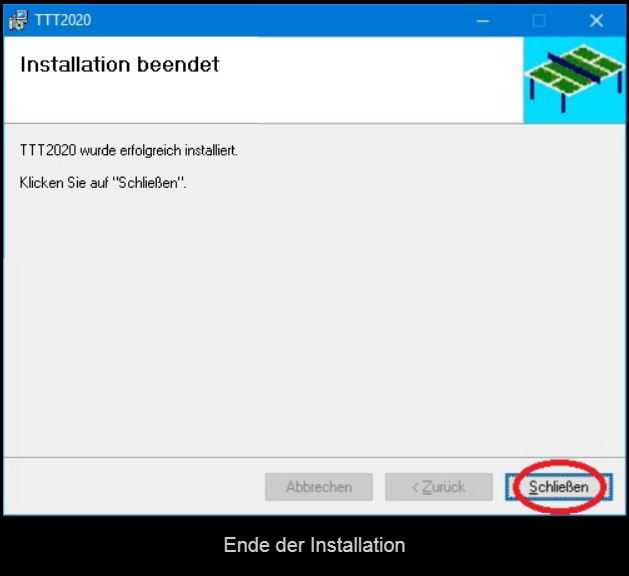 TTT2020
Installation beendet
TTT2020 wurde erfolgreich installiert.
Klicken Sie auf "Schließen".
Abbrechen
< Zurück
Schließen
Ende der Installation